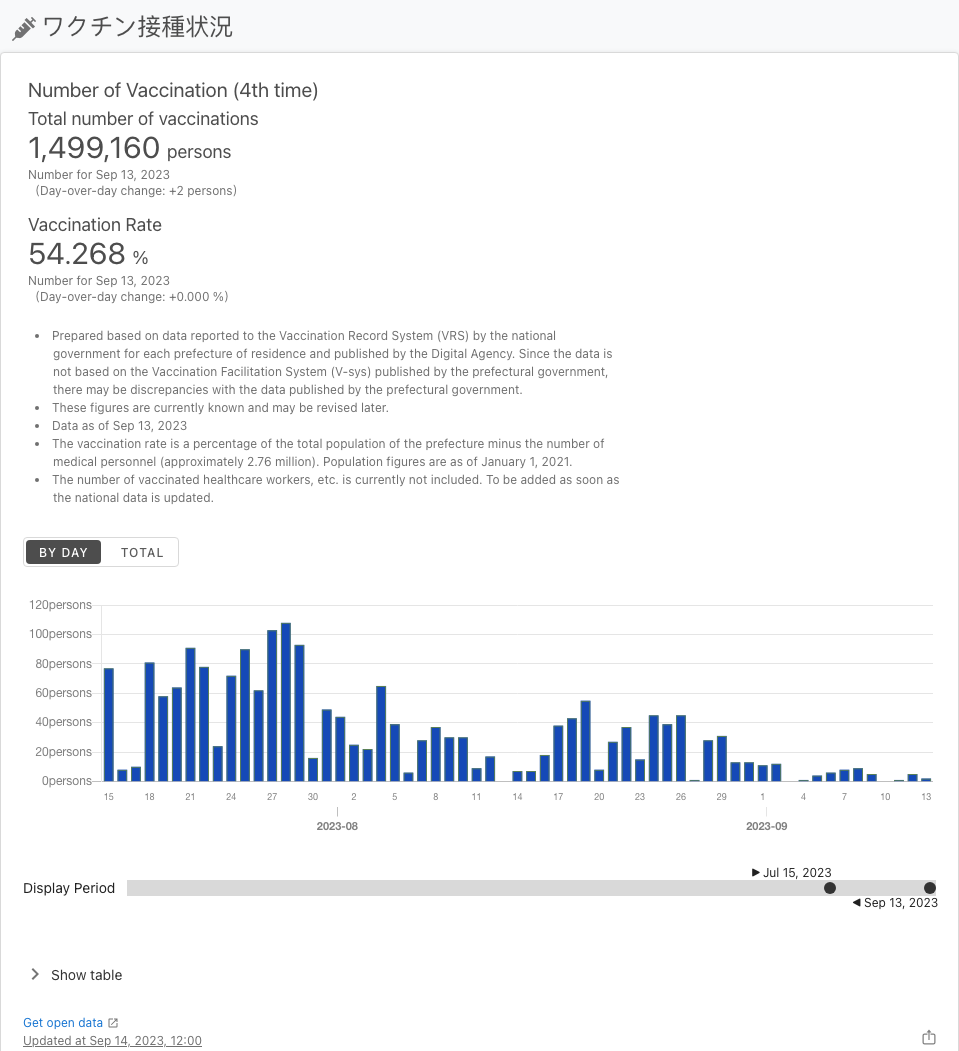 ワクチン接種状況
Number of Vaccination (4th time)
Total number of vaccinations
1,499,160 persons
Number for Sep 13, 2023
(Day-over-day change: +2 persons)
Vaccination Rate
54.268 %
Number for Sep 13, 2023
(Day-over-day change: +0.000 %)
• Prepared based on data reported to the Vaccination Record System (VRS) by the national
government for each prefecture of residence and published by the Digital Agency. Since the data is
not based on the Vaccination Facilitation System (V-sys) published by the prefectural government,
there may be discrepancies with the data published by the prefectural government.
• These figures are currently known and may be revised later.
• Data as of Sep 13, 2023
• The vaccination rate is a percentage of the total population of the prefecture minus the number of
medical personnel (approximately 2.76 million). Population figures are as of January 1, 2021.
• The number of vaccinated healthcare workers, etc. is currently not included. To be added as soon as
the national data is updated.
BY DAY TOTAL
120persons
100persons
80persons
60persons
40persons
20persons
0persons
15 18 21 24 27 30 2 5 8 11 14 17 20 23 26 29 1 4 7 10 13
2023-08 2023-09
Jul 15, 2023
Display Period
Sep 13, 2023
Show table
Get open data
Updated at Sep 14, 2023, 12:00